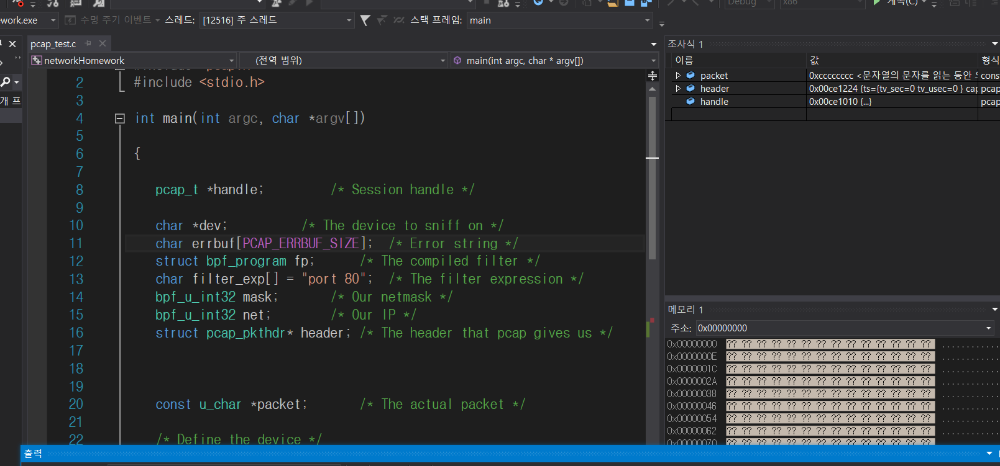 Debug x86 계속(C)
work.exe 수명 주기 이벤트 스레드: [12516] 주 스레드 스택 프레임: main
pcap_test.c
networkHomework (전역 범위) main(int argc, char * argv[])
2 #include <stdio.h>
3
4 int main(int argc, char *argv[])
5
6 {
7
8 pcap_t *handle; /* Session handle */
9
10 char *dev; /* The device to sniff on */
11 char errbuf[PCAP_ERRBUF_SIZE]; /* Error string */
12 struct bpf_program fp; /* The compiled filter */
13 char filter_exp[] = "port 80"; /* The filter expression */
14 bpf_u_int32 mask; /* Our netmask */
15 bpf_u_int32 net; /* Our IP */
16 struct pcap_pkthdr* header; /* The header that pcap gives us */
17
18
19
20 const u_char *packet; /* The actual packet */
21
22 /* Define the device */
개 프
조사식 1
이름 값 형식
packet 0xcccccccc <문자열의 문자를 읽는 동안 cons
header 0x00ce1224 {ts={tv_sec=0 tv_usec=0 } cap pcap
handle 0x00ce1010 {...} pcap
메모리 1
주소: 0x00000000
0x00000000 ?? ?? ?? ?? ?? ?? ?? ?? ?? ?? ?? ?? ?? ?? ............
0x0000000E ?? ?? ?? ?? ?? ?? ?? ?? ?? ?? ?? ?? ?? ?? ............
0x0000001C ?? ?? ?? ?? ?? ?? ?? ?? ?? ?? ?? ?? ?? ?? ............
0x0000002A ?? ?? ?? ?? ?? ?? ?? ?? ?? ?? ?? ?? ?? ?? ............
0x00000038 ?? ?? ?? ?? ?? ?? ?? ?? ?? ?? ?? ?? ?? ?? ............
0x00000046 ?? ?? ?? ?? ?? ?? ?? ?? ?? ?? ?? ?? ?? ?? ............
0x00000054 ?? ?? ?? ?? ?? ?? ?? ?? ?? ?? ?? ?? ?? ?? ............
0x00000062 ?? ?? ?? ?? ?? ?? ?? ?? ?? ?? ?? ?? ?? ?? ............
0x00000070 ?? ?? ?? ?? ?? ?? ?? ?? ?? ?? ?? ?? ?? ?? ............
출력